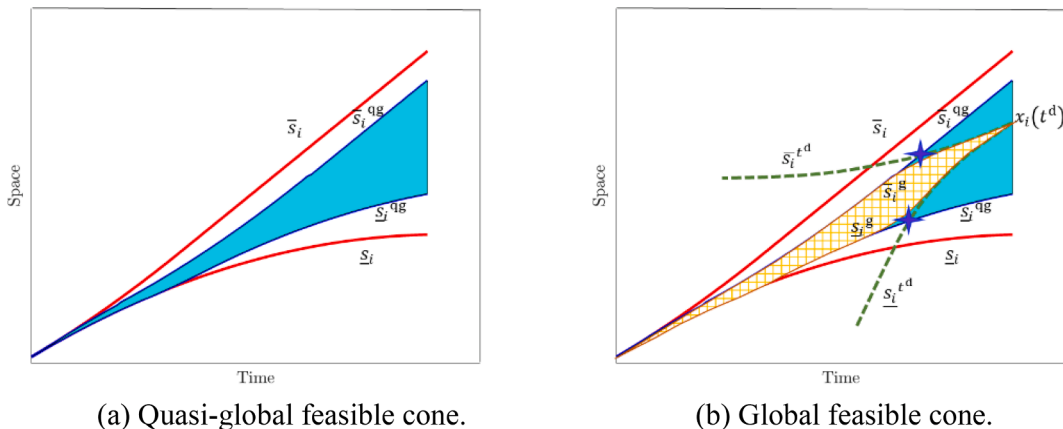 s̅ᵢ
s̅ᵢ^qg
Space
s̲ᵢ^qg
s̲ᵢ
Time
(a) Quasi-global feasible cone.
s̅ᵢ
s̅ᵢ^qg
xᵢ(t^d)
s̅ᵢ^t^d
s̅ᵢ^g
Space
s̲ᵢ^g
s̲ᵢ^qg
s̲ᵢ
s̲ᵢ^t^d
Time
(b) Global feasible cone.